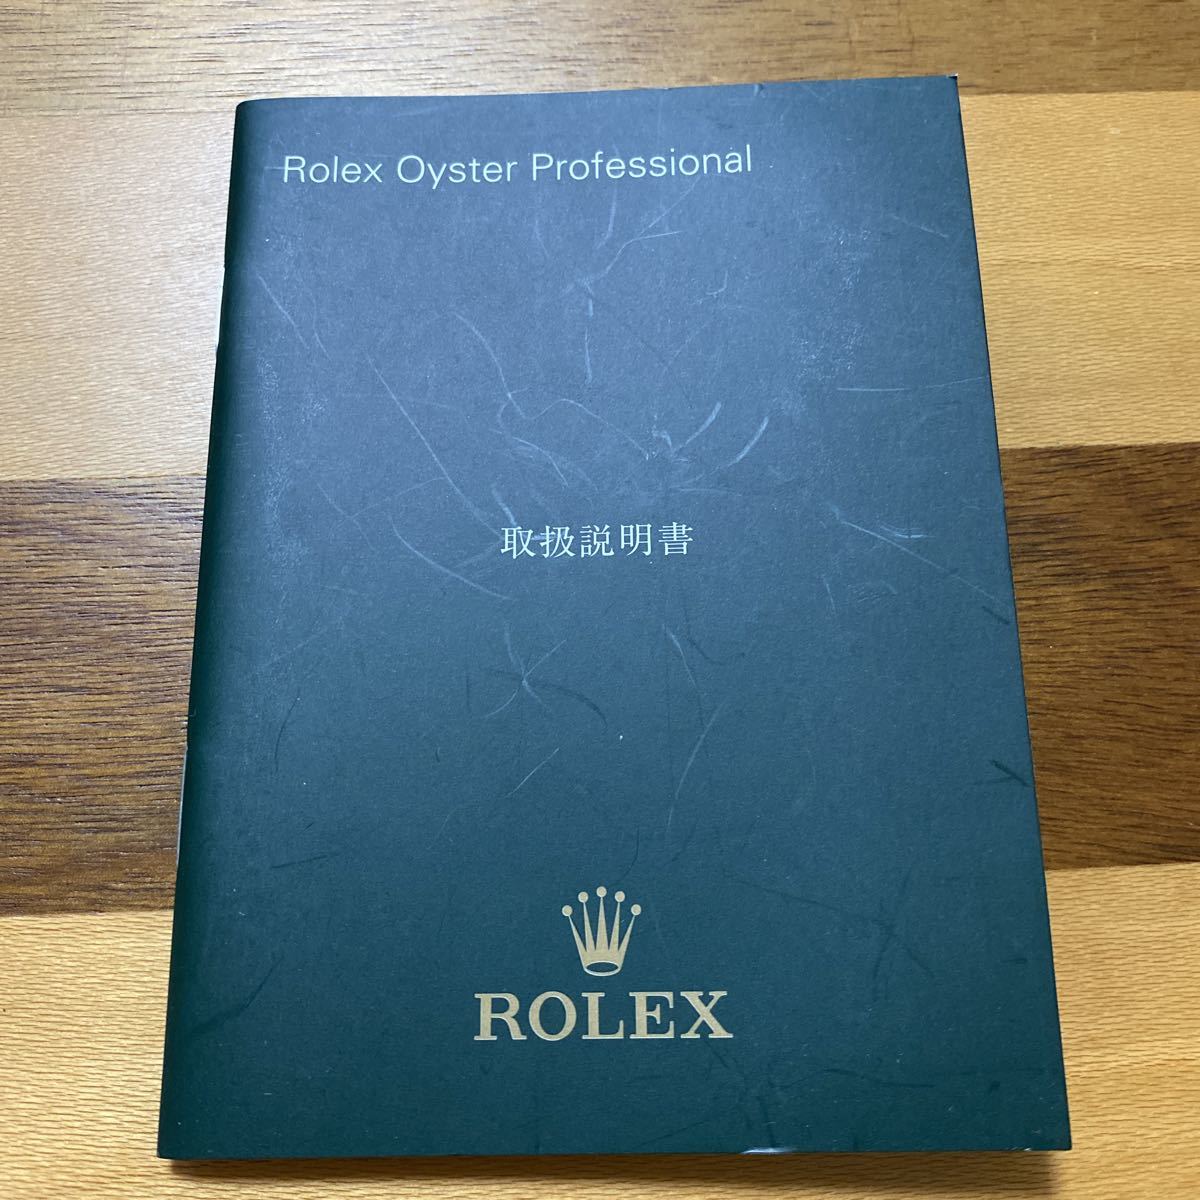 Rolex Oyster Professional
取扱説明書
ROLEX